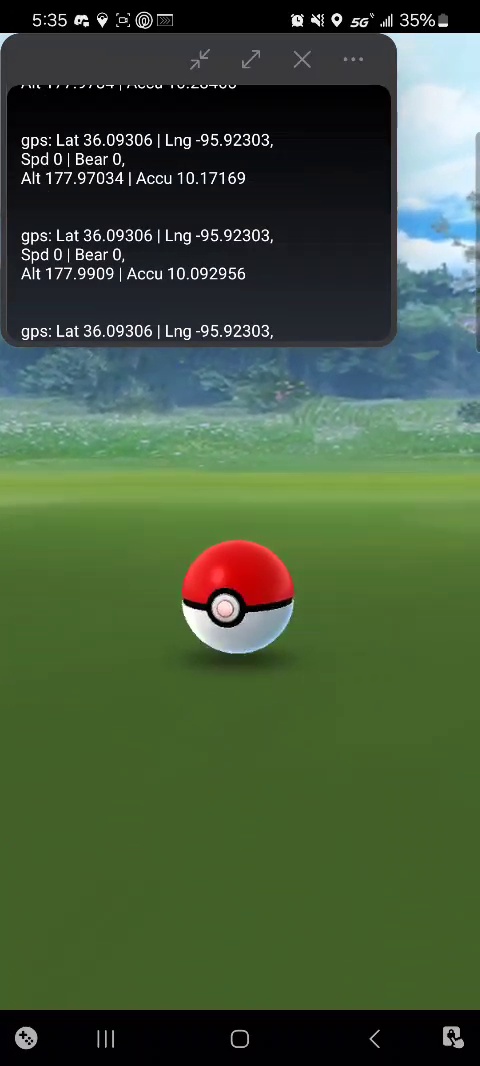 5:35 5G 35%
gps: Lat 36.09306 | Lng -95.92303,
Spd 0 | Bear 0,
Alt 177.97034 | Accu 10.17169
gps: Lat 36.09306 | Lng -95.92303,
Spd 0 | Bear 0,
Alt 177.9909 | Accu 10.092956
gps: Lat 36.09306 | Lng -95.92303,